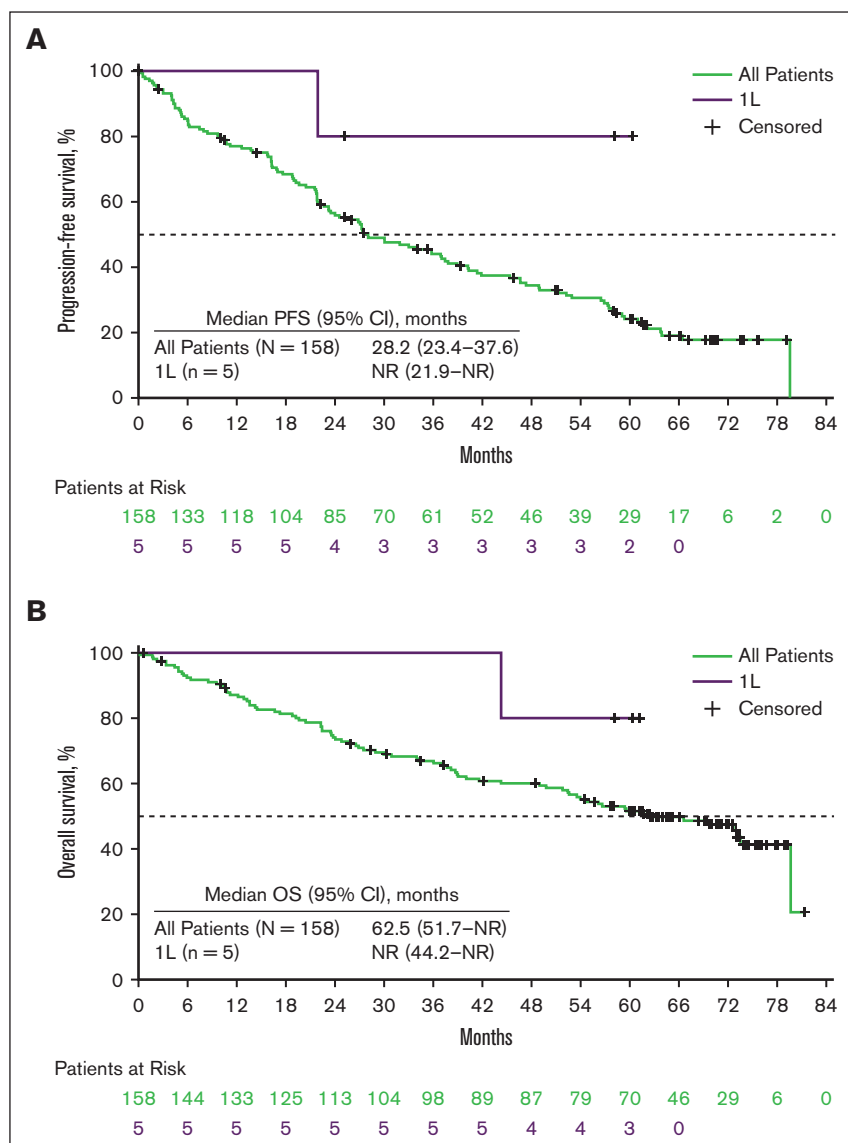 A
100
80
60
40
20
0
Progression-free survival, %
All Patients
1L
Censored
Median PFS (95% CI), months
All Patients (N = 158) 28.2 (23.4–37.6)
1L (n = 5) NR (21.9–NR)
0 6 12 18 24 30 36 42 48 54 60 66 72 78 84
Months
Patients at Risk
158 133 118 104 85 70 61 52 46 39 29 17 6 2 0
5 5 5 5 4 3 3 3 3 3 2 0
B
100
80
60
40
20
0
Overall survival, %
All Patients
1L
Censored
Median OS (95% CI), months
All Patients (N = 158) 62.5 (51.7–NR)
1L (n = 5) NR (44.2–NR)
0 6 12 18 24 30 36 42 48 54 60 66 72 78 84
Months
Patients at Risk
158 144 133 125 113 104 98 89 87 79 70 46 29 6 0
5 5 5 5 5 5 5 5 4 4 3 0